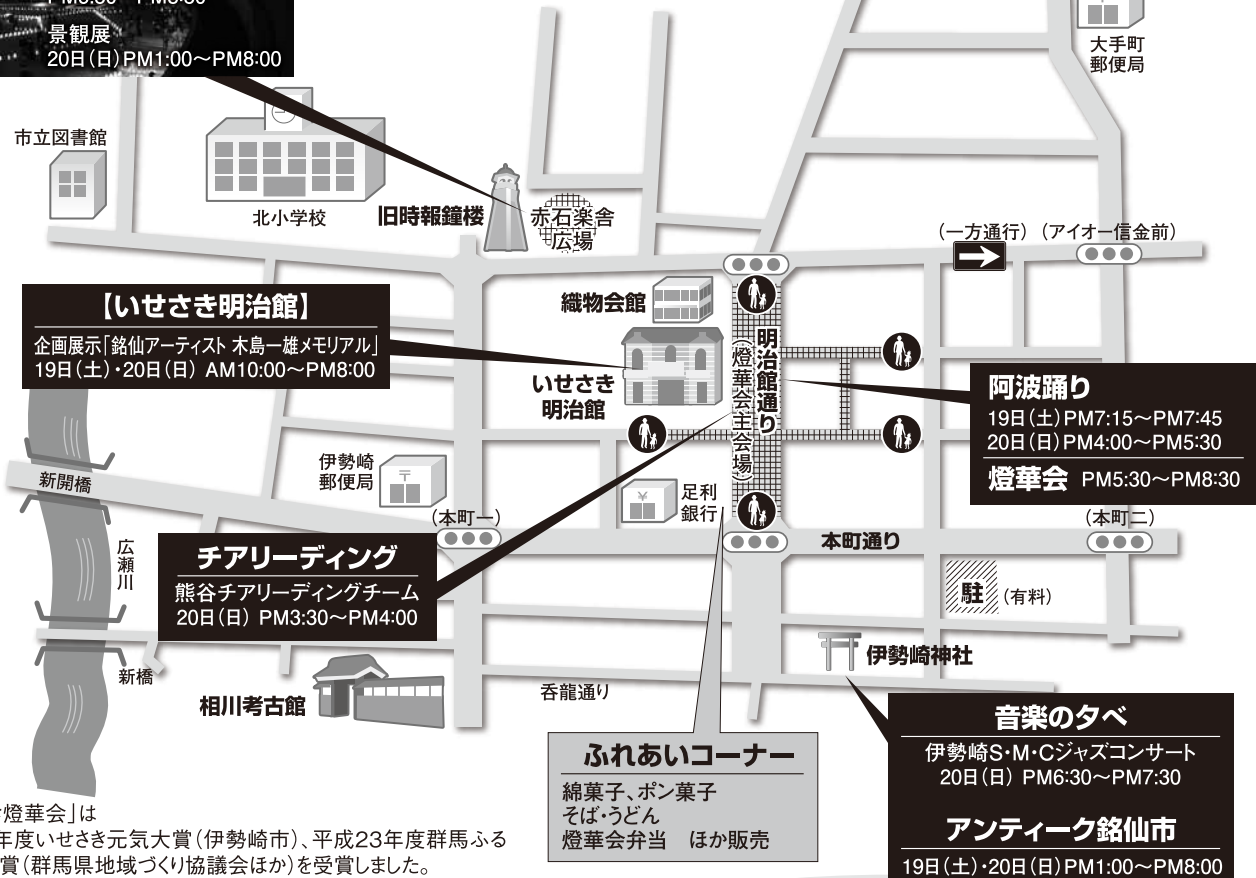 景観展
20日(日)PM1:00〜PM8:00
大手町
郵便局
市立図書館
北小学校
旧時報鐘楼
赤石楽舎
広場
(一方通行)
(アイオー信金前)
【いせさき明治館】
企画展示「銘仙アーティスト 木島一雄メモリアル」
19日(土)・20日(日) AM10:00〜PM8:00
織物会館
いせさき
明治館
明治館通り
(燈華会主会場)
阿波踊り
19日(土)PM7:15〜PM7:45
20日(日)PM4:00〜PM5:30
燈華会 PM5:30〜PM8:30
新開橋
伊勢崎
郵便局
〒
足利
銀行
¥
(本町一)
本町通り
(本町二)
広瀬川
チアリーディング
熊谷チアリーディングチーム
20日(日) PM3:30〜PM4:00
駐 (有料)
伊勢崎神社
新橋
相川考古館
呑龍通り
ふれあいコーナー
綿菓子、ポン菓子
そば・うどん
燈華会弁当 ほか販売
音楽の夕べ
伊勢崎S・M・Cジャズコンサート
20日(日) PM6:30〜PM7:30
アンティーク銘仙市
19日(土)・20日(日)PM1:00〜PM8:00
燈華会」は
年度いせさき元気大賞(伊勢崎市)、平成23年度群馬ふる
賞(群馬県地域づくり協議会ほか)を受賞しました。